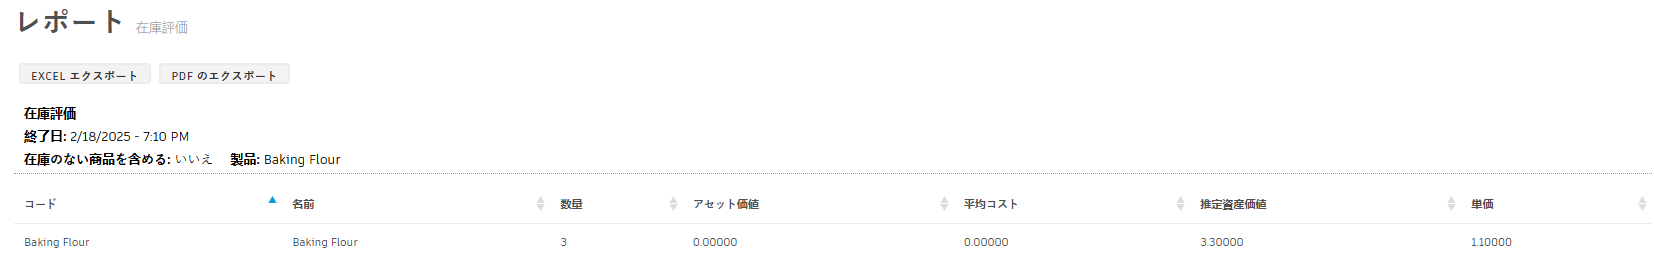 レポート 在庫評価
EXCEL エクスポート PDF のエクスポート
在庫評価
終了日: 2/18/2025 - 7:10 PM
在庫のない商品を含める: いいえ 製品: Baking Flour
コード 名前 数量 アセット価値 平均コスト 推定資産価値 単価
Baking Flour Baking Flour 3 0.00000 0.00000 3.30000 1.10000